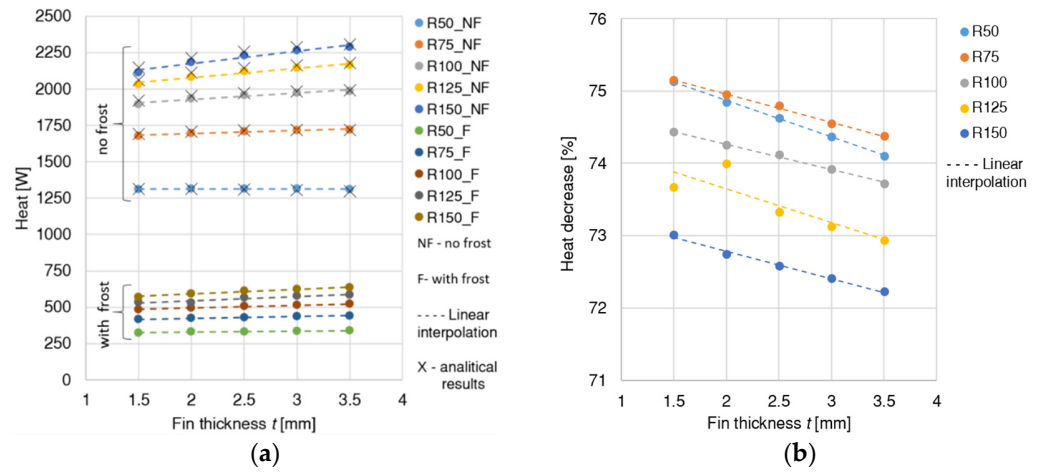 2500
2250
2000
1750
1500
1250
1000
750
500
250
0
Heat [W]
no frost
with frost
1 1.5 2 2.5 3 3.5 4
Fin thickness t [mm]
R50_NF
R75_NF
R100_NF
R125_NF
R150_NF
R50_F
R75_F
R100_F
R125_F
R150_F
NF - no frost
F- with frost
----- Linear
interpolation
X - analitical
results
(a)
76
75
74
73
72
71
Heat decrease [%]
1 1.5 2 2.5 3 3.5 4
Fin thickness t [mm]
R50
R75
R100
R125
R150
----- Linear
interpolation
(b)